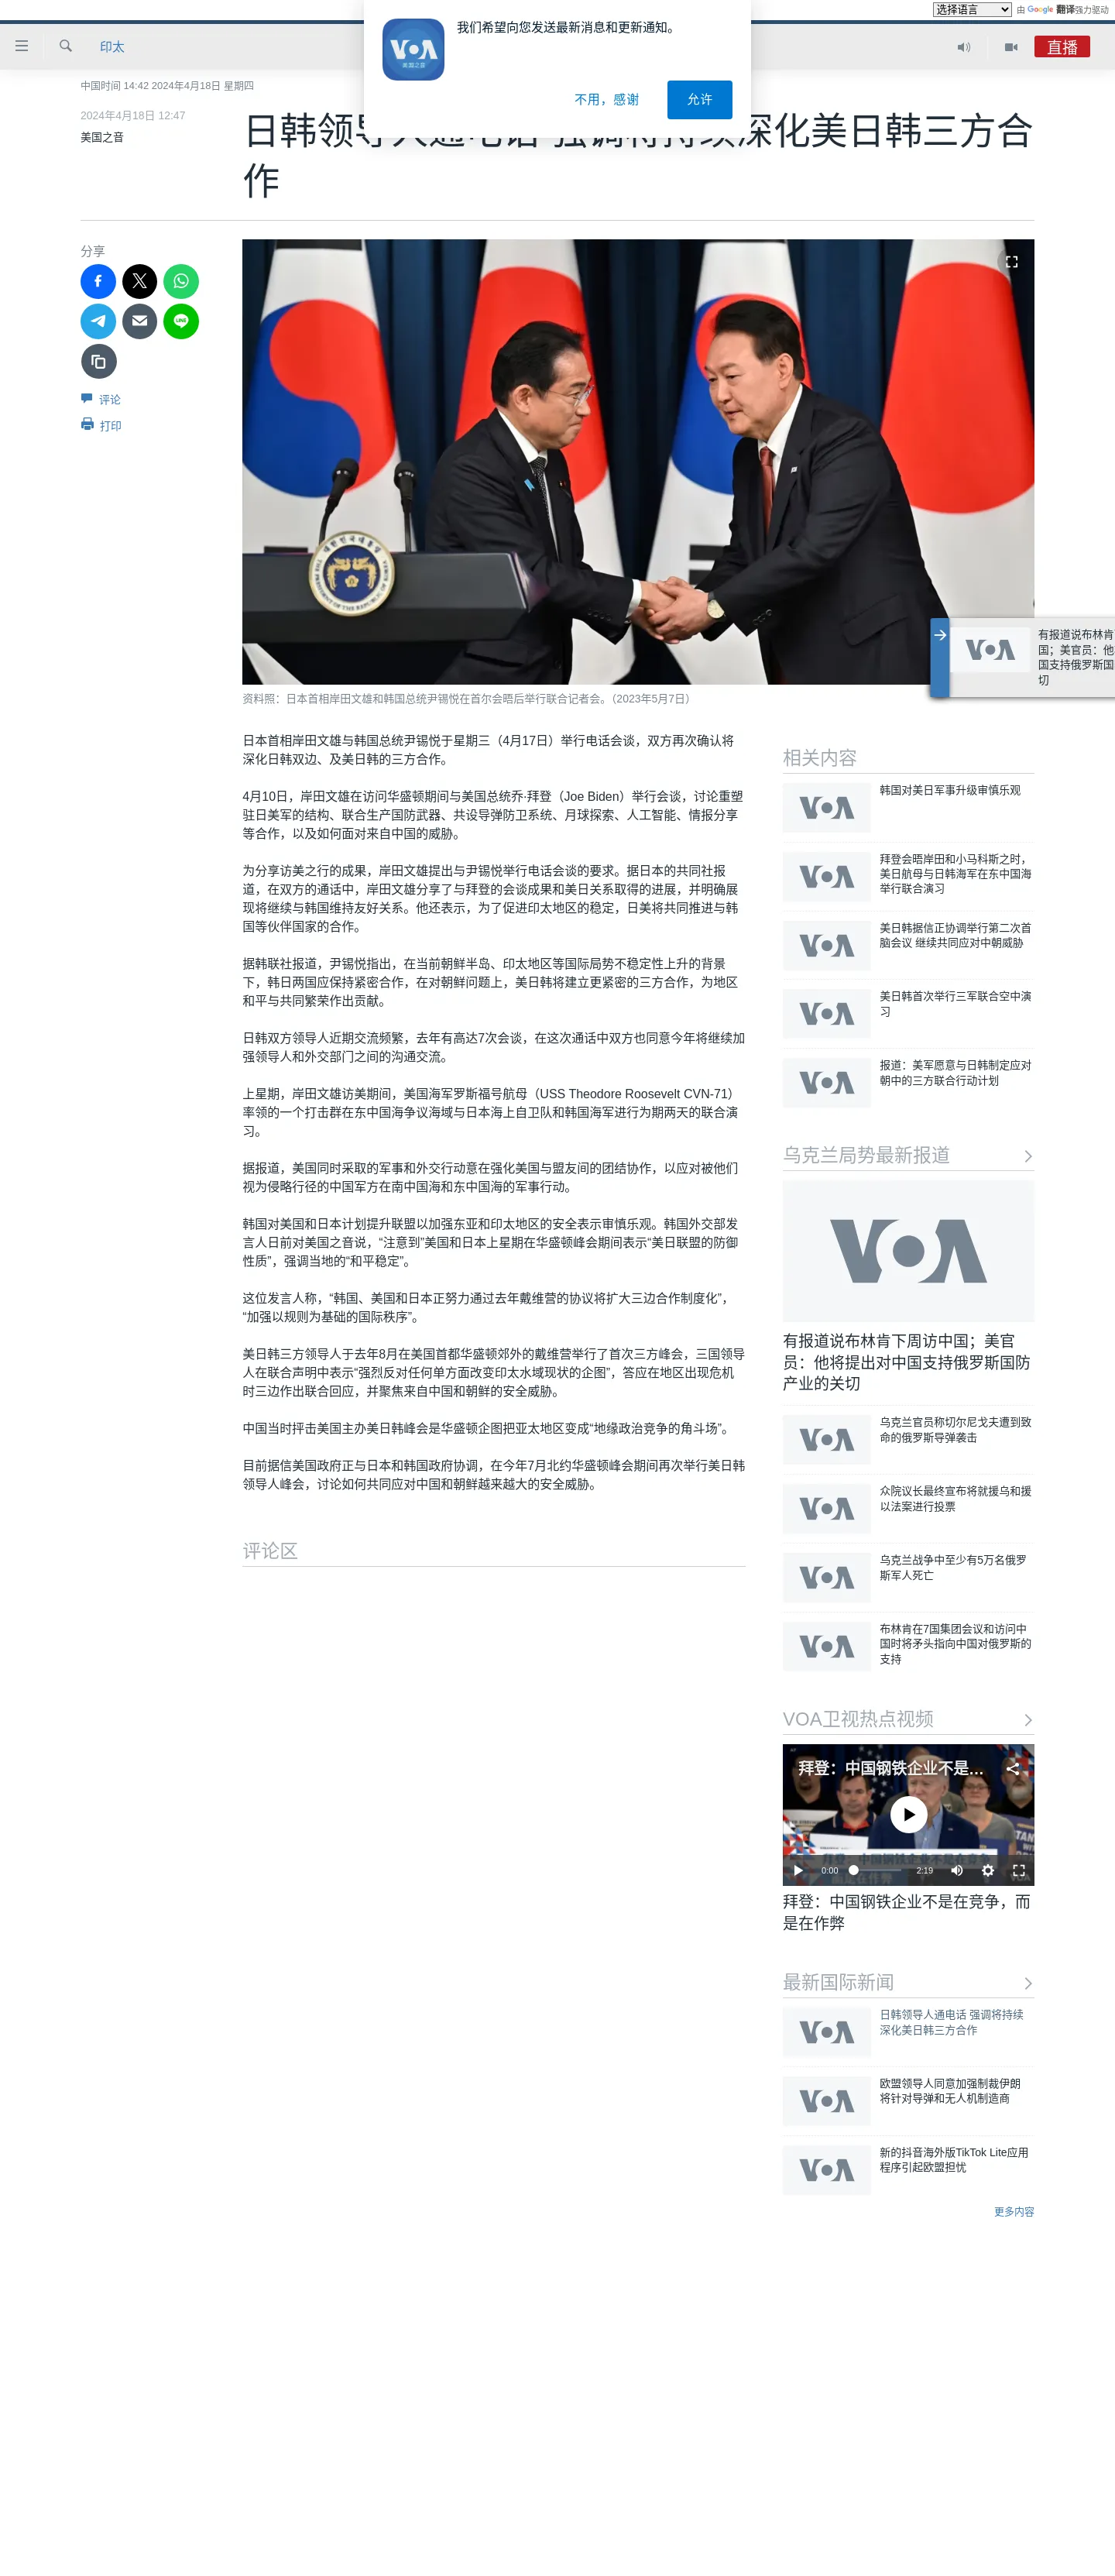 选择语言 由 Google 翻译强力驱动
我们希望向您发送最新消息和更新通知。
VOA
美国之音
不用，感谢
允许
印太
直播
中国时间 14:42 2024年4月18日 星期四
2024年4月18日 12:47
美国之音
日韩领导人通电话 强调将持续深化美日韩三方合
作
分享
评论
打印
资料照：日本首相岸田文雄和韩国总统尹锡悦在首尔会晤后举行联合记者会。（2023年5月7日）
VOA
有报道说布林肯
国；美官员：他
国支持俄罗斯国
切
日本首相岸田文雄与韩国总统尹锡悦于星期三（4月17日）举行电话会谈，双方再次确认将
深化日韩双边、及美日韩的三方合作。
4月10日，岸田文雄在访问华盛顿期间与美国总统乔·拜登（Joe Biden）举行会谈，讨论重塑
驻日美军的结构、联合生产国防武器、共设导弹防卫系统、月球探索、人工智能、情报分享
等合作，以及如何面对来自中国的威胁。
为分享访美之行的成果，岸田文雄提出与尹锡悦举行电话会谈的要求。据日本的共同社报
道，在双方的通话中，岸田文雄分享了与拜登的会谈成果和美日关系取得的进展，并明确展
现将继续与韩国维持友好关系。他还表示，为了促进印太地区的稳定，日美将共同推进与韩
国等伙伴国家的合作。
据韩联社报道，尹锡悦指出，在当前朝鲜半岛、印太地区等国际局势不稳定性上升的背景
下，韩日两国应保持紧密合作，在对朝鲜问题上，美日韩将建立更紧密的三方合作，为地区
和平与共同繁荣作出贡献。
日韩双方领导人近期交流频繁，去年有高达7次会谈，在这次通话中双方也同意今年将继续加
强领导人和外交部门之间的沟通交流。
上星期，岸田文雄访美期间，美国海军罗斯福号航母（USS Theodore Roosevelt CVN-71）
率领的一个打击群在东中国海争议海域与日本海上自卫队和韩国海军进行为期两天的联合演
习。
据报道，美国同时采取的军事和外交行动意在强化美国与盟友间的团结协作，以应对被他们
视为侵略行径的中国军方在南中国海和东中国海的军事行动。
韩国对美国和日本计划提升联盟以加强东亚和印太地区的安全表示审慎乐观。韩国外交部发
言人日前对美国之音说，“注意到”美国和日本上星期在华盛顿峰会期间表示“美日联盟的防御
性质”，强调当地的“和平稳定”。
这位发言人称，“韩国、美国和日本正努力通过去年戴维营的协议将扩大三边合作制度化”，
“加强以规则为基础的国际秩序”。
美日韩三方领导人于去年8月在美国首都华盛顿郊外的戴维营举行了首次三方峰会，三国领导
人在联合声明中表示“强烈反对任何单方面改变印太水域现状的企图”，答应在地区出现危机
时三边作出联合回应，并聚焦来自中国和朝鲜的安全威胁。
中国当时抨击美国主办美日韩峰会是华盛顿企图把亚太地区变成“地缘政治竞争的角斗场”。
目前据信美国政府正与日本和韩国政府协调，在今年7月北约华盛顿峰会期间再次举行美日韩
领导人峰会，讨论如何共同应对中国和朝鲜越来越大的安全威胁。
评论区
相关内容
VOA
韩国对美日军事升级审慎乐观
VOA
拜登会晤岸田和小马科斯之时，
美日航母与日韩海军在东中国海
举行联合演习
VOA
美日韩据信正协调举行第二次首
脑会议 继续共同应对中朝威胁
VOA
美日韩首次举行三军联合空中演
习
VOA
报道：美军愿意与日韩制定应对
朝中的三方联合行动计划
乌克兰局势最新报道
VOA
有报道说布林肯下周访中国；美官
员：他将提出对中国支持俄罗斯国防
产业的关切
VOA
乌克兰官员称切尔尼戈夫遭到致
命的俄罗斯导弹袭击
VOA
众院议长最终宣布将就援乌和援
以法案进行投票
VOA
乌克兰战争中至少有5万名俄罗
斯军人死亡
VOA
布林肯在7国集团会议和访问中
国时将矛头指向中国对俄罗斯的
支持
VOA卫视热点视频
拜登：中国钢铁企业不是...
0:00
2:19
拜登：中国钢铁企业不是在竞争，而
是在作弊
最新国际新闻
VOA
日韩领导人通电话 强调将持续
深化美日韩三方合作
VOA
欧盟领导人同意加强制裁伊朗
将针对导弹和无人机制造商
VOA
新的抖音海外版TikTok Lite应用
程序引起欧盟担忧
更多内容